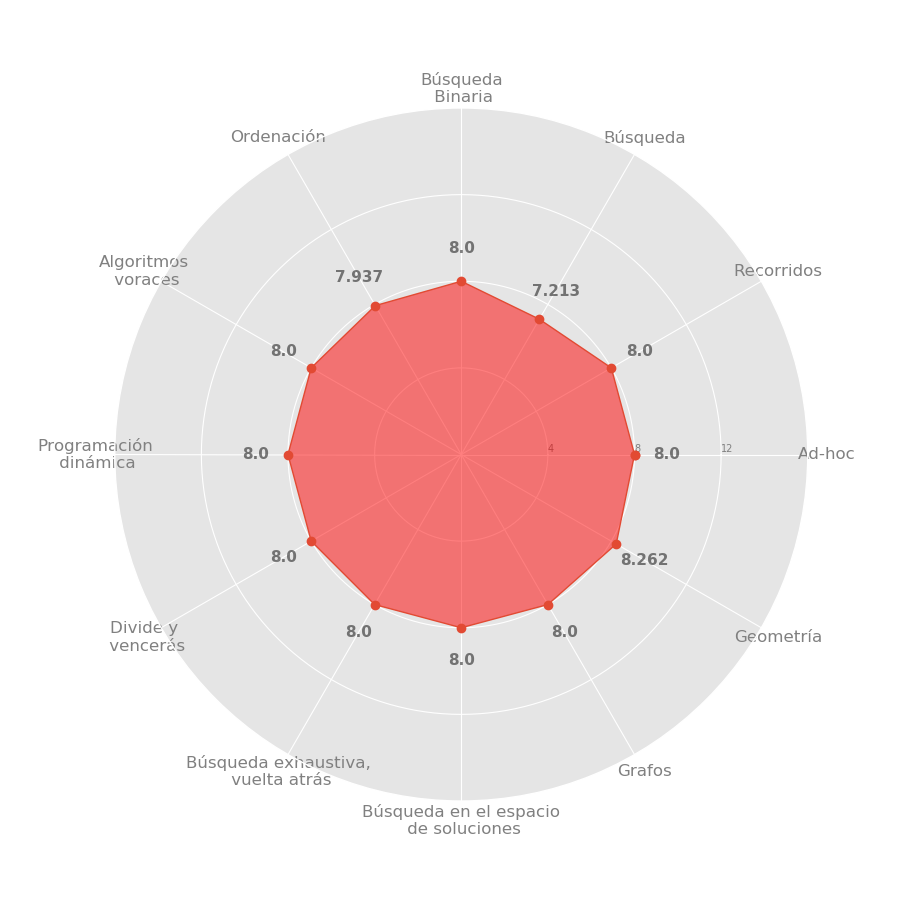 Búsqueda
Binaria
Ordenación
Búsqueda
8.0
Algoritmos
voraces
7.937
7.213
Recorridos
8.0
8.0
Programación
dinámica
8.0
4
8
12
8.0
Ad-hoc
8.0
8.262
Divide y
vencerás
8.0
8.0
8.0
Geometría
Búsqueda exhaustiva,
vuelta atrás
Grafos
Búsqueda en el espacio
de soluciones